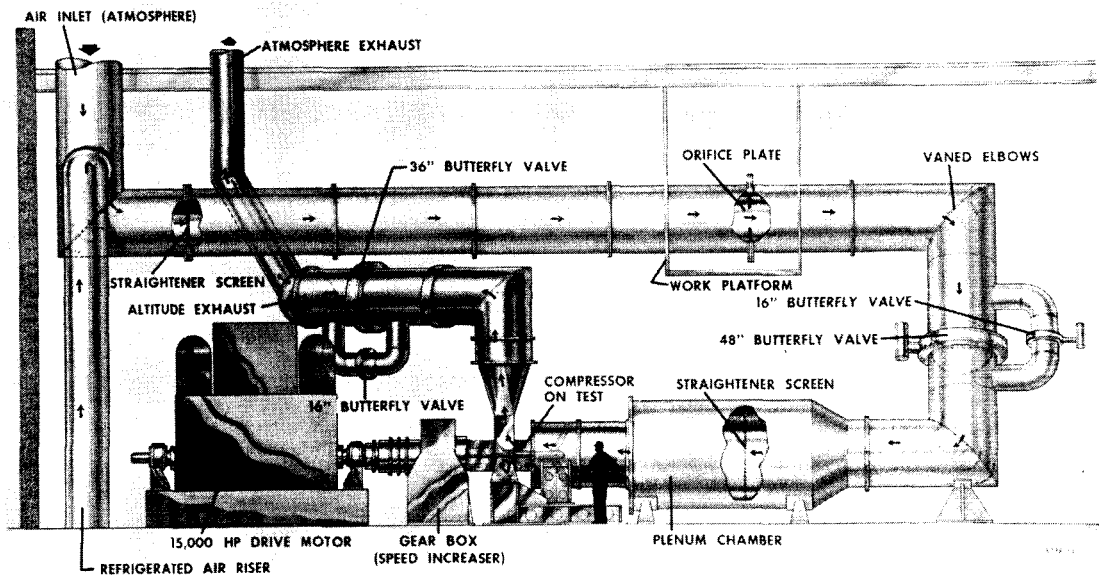 AIR INLET (ATMOSPHERE)
ATMOSPHERE EXHAUST
36" BUTTERFLY VALVE
ORIFICE PLATE
VANED ELBOWS
STRAIGHTENER SCREEN
ALTITUDE EXHAUST
WORK PLATFORM
16" BUTTERFLY VALVE
48" BUTTERFLY VALVE
16" BUTTERFLY VALVE
COMPRESSOR
ON TEST
STRAIGHTENER SCREEN
15,000 HP DRIVE MOTOR
GEAR BOX
(SPEED INCREASER)
PLENUM CHAMBER
REFRIGERATED AIR RISER